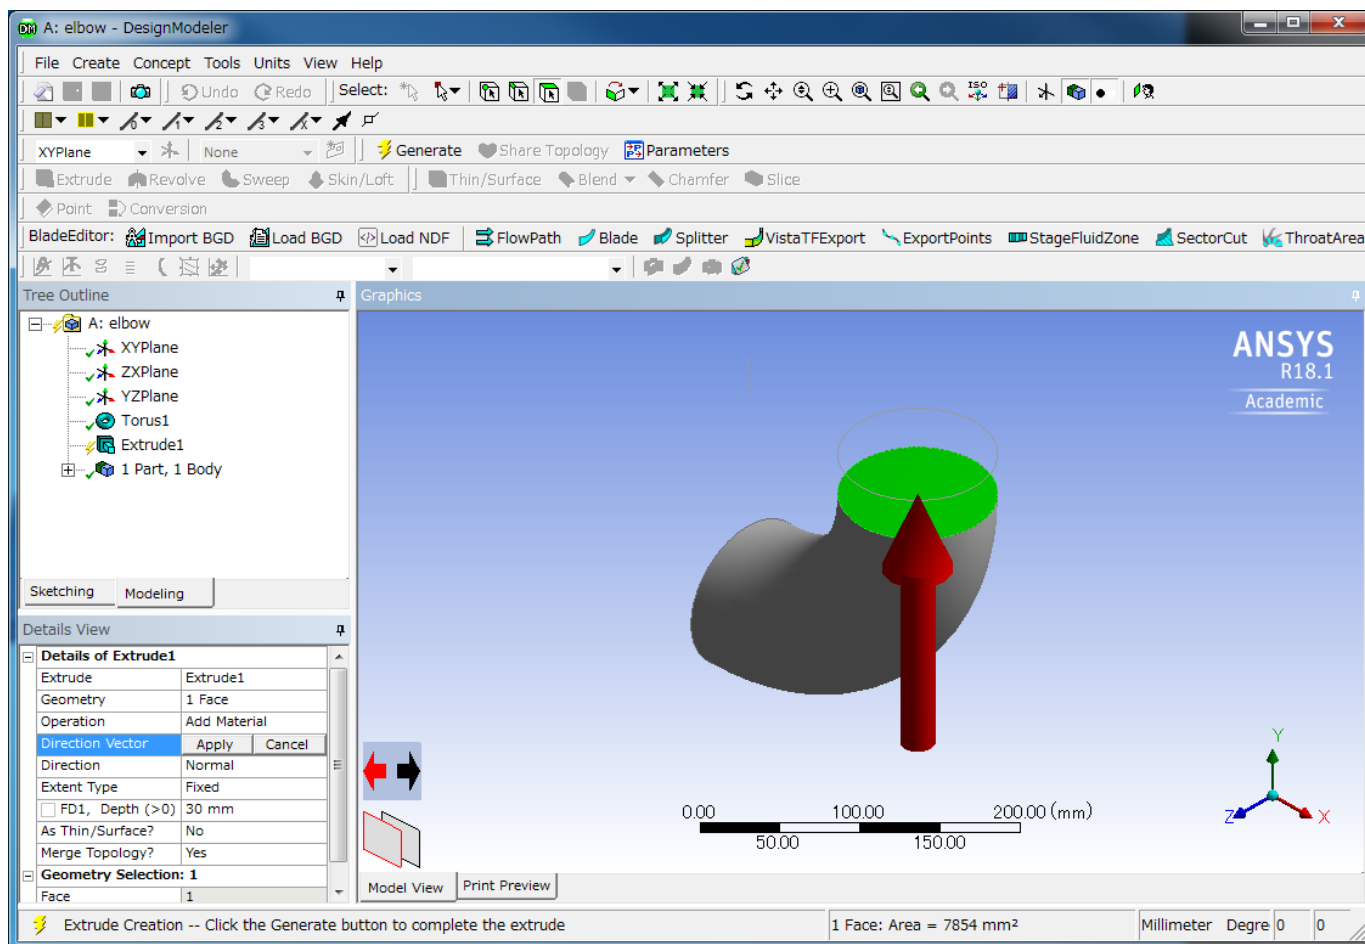 A: elbow - DesignModeler
File Create Concept Tools Units View Help
Undo Redo Select: ISO
XYPlane None Generate Share Topology Parameters
Extrude Revolve Sweep Skin/Loft Thin/Surface Blend Chamfer Slice
Point Conversion
BladeEditor: Import BGD Load BGD Load NDF FlowPath Blade Splitter VistaTFExport ExportPoints StageFluidZone SectorCut ThroatArea
Tree Outline
A: elbow
XYPlane
ZXPlane
YZPlane
Torus1
Extrude1
1 Part, 1 Body
Sketching Modeling
Details View
Details of Extrude1
Extrude Extrude1
Geometry 1 Face
Operation Add Material
Direction Vector Apply Cancel
Direction Normal
Extent Type Fixed
FD1, Depth (>0) 30 mm
As Thin/Surface? No
Merge Topology? Yes
Geometry Selection: 1
Face 1
Graphics
ANSYS
R18.1
Academic
0.00 100.00 200.00 (mm)
50.00 150.00
Y
Z X
Model View Print Preview
Extrude Creation -- Click the Generate button to complete the extrude 1 Face: Area = 7854 mm² Millimeter Degre 0 0